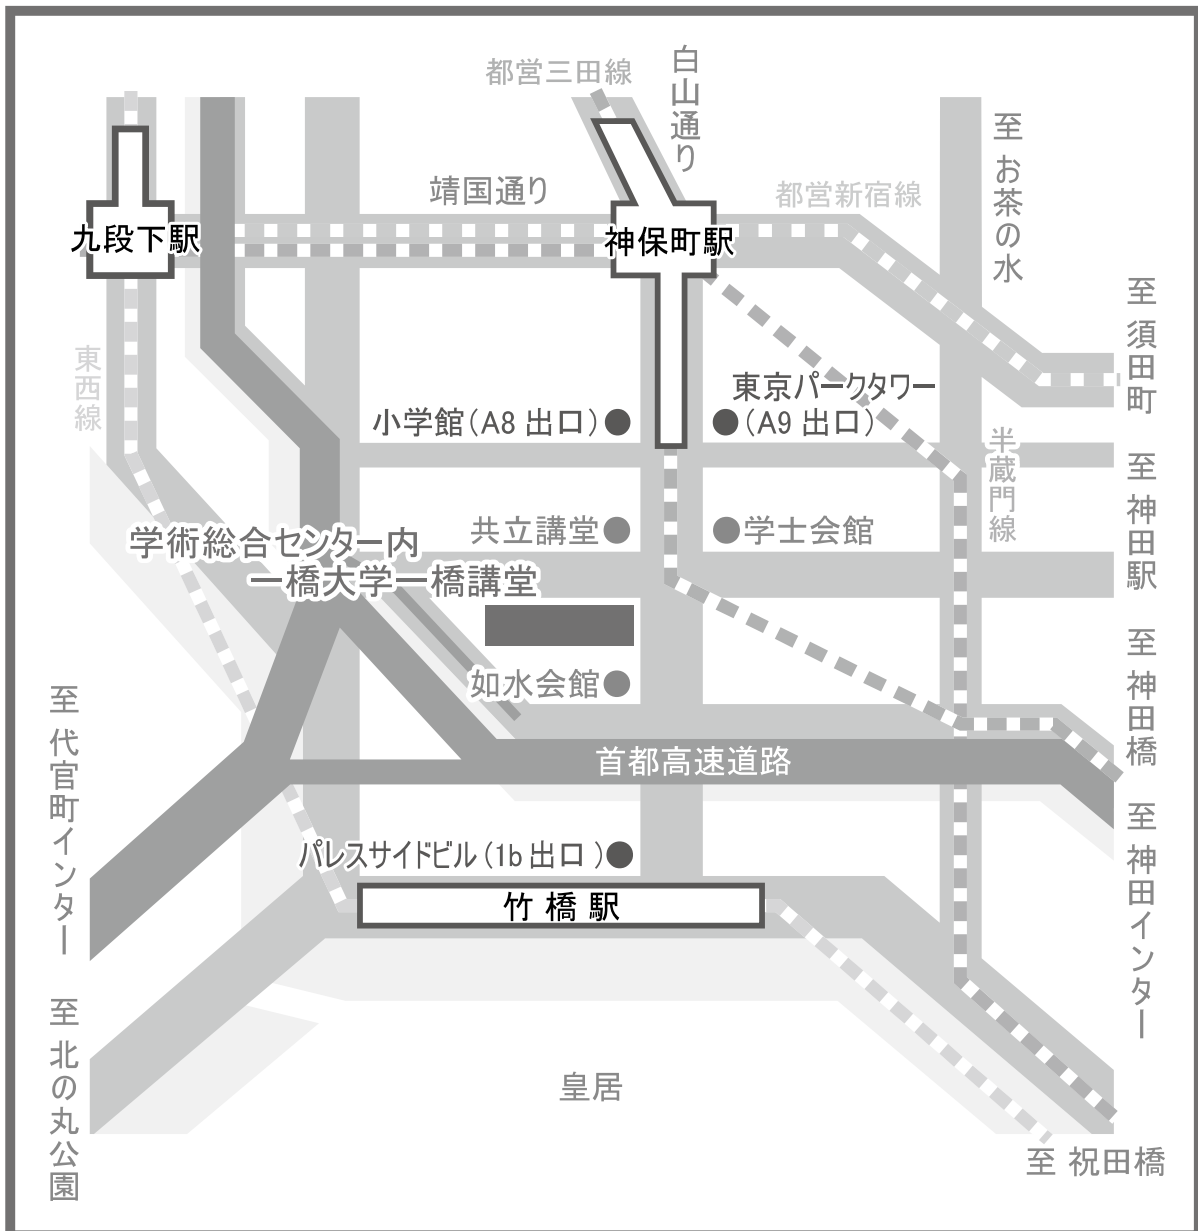 都営三田線
白山通り
至 お茶の水
靖国通り
都営新宿線
九段下駅
神保町駅
至 須田町
東西線
東京パークタワー
(A9 出口)
小学館(A8 出口)
半蔵門線
至 神田駅
共立講堂
学士会館
学術総合センター内
一橋大学一橋講堂
如水会館
至 神田橋
至 代官町インター
首都高速道路
至 神田インター
パレスサイドビル(1b 出口 )
竹 橋 駅
至 北の丸公園
皇居
至 祝田橋